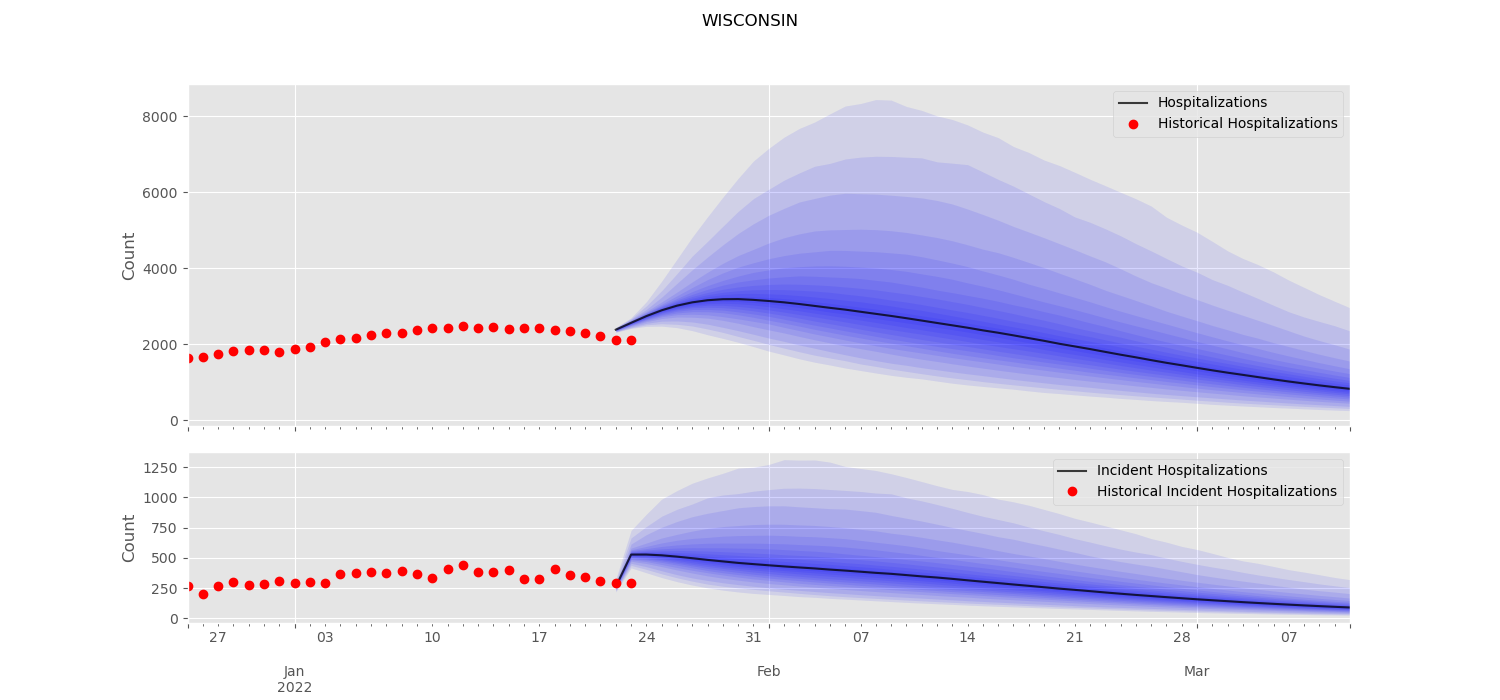 WISCONSIN
Hospitalizations
Historical Hospitalizations
8000
6000
4000
2000
0
Count
Incident Hospitalizations
Historical Incident Hospitalizations
1250
1000
750
500
250
0
Count
27 03 10 17 24 31 07 14 21 28 07
Jan Feb Mar
2022